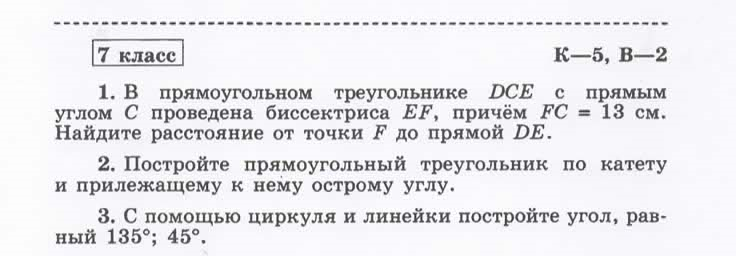 7 класс К—5, В—2
1. В прямоугольном треугольнике DCE с прямым
углом C проведена биссектриса EF, причём FC = 13 см.
Найдите расстояние от точки F до прямой DE.
2. Постройте прямоугольный треугольник по катету
и прилежащему к нему острому углу.
3. С помощью циркуля и линейки постройте угол, рав-
ный 135°; 45°.